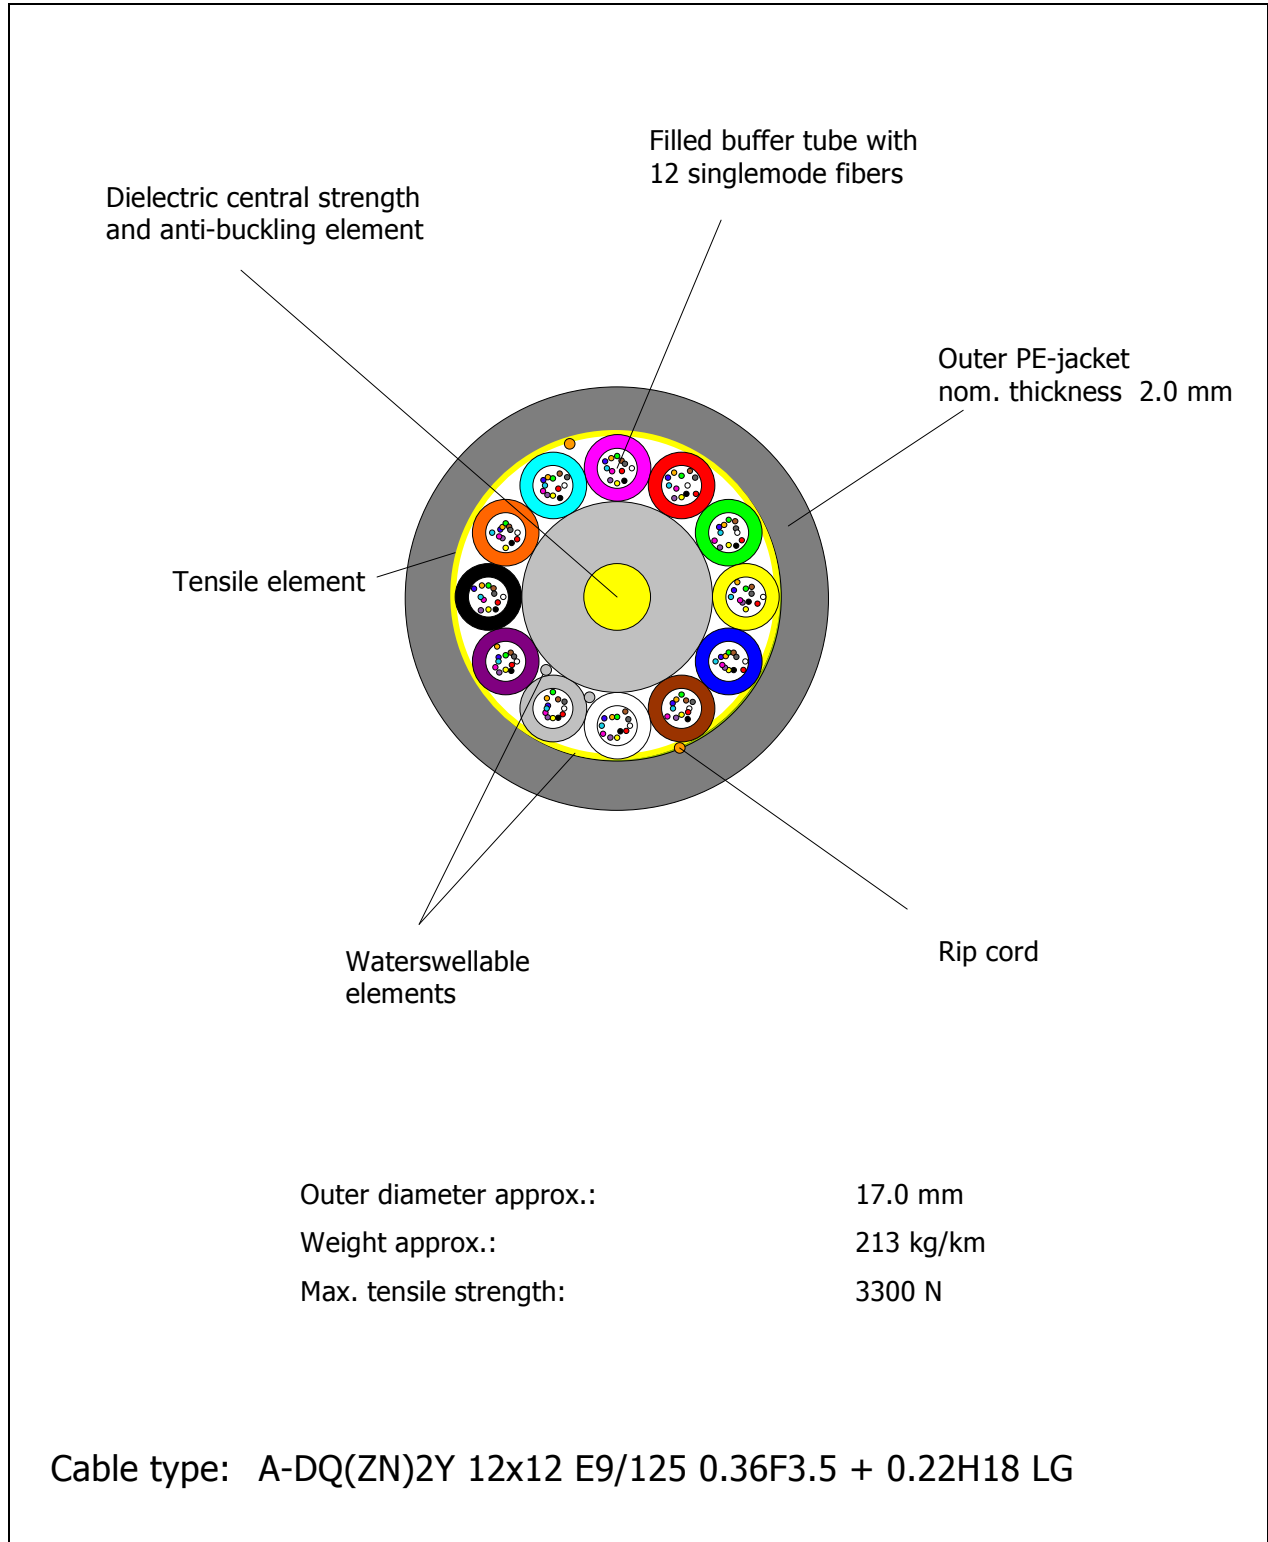 Filled buffer tube with
12 singlemode fibers
Dielectric central strength
and anti-buckling element
Outer PE-jacket
nom. thickness  2.0 mm
Tensile element
Rip cord
Waterswellable
elements
Outer diameter approx.: 17.0 mm
Weight approx.: 213 kg/km
Max. tensile strength: 3300 N
Cable type: A-DQ(ZN)2Y 12x12 E9/125 0.36F3.5 + 0.22H18 LG